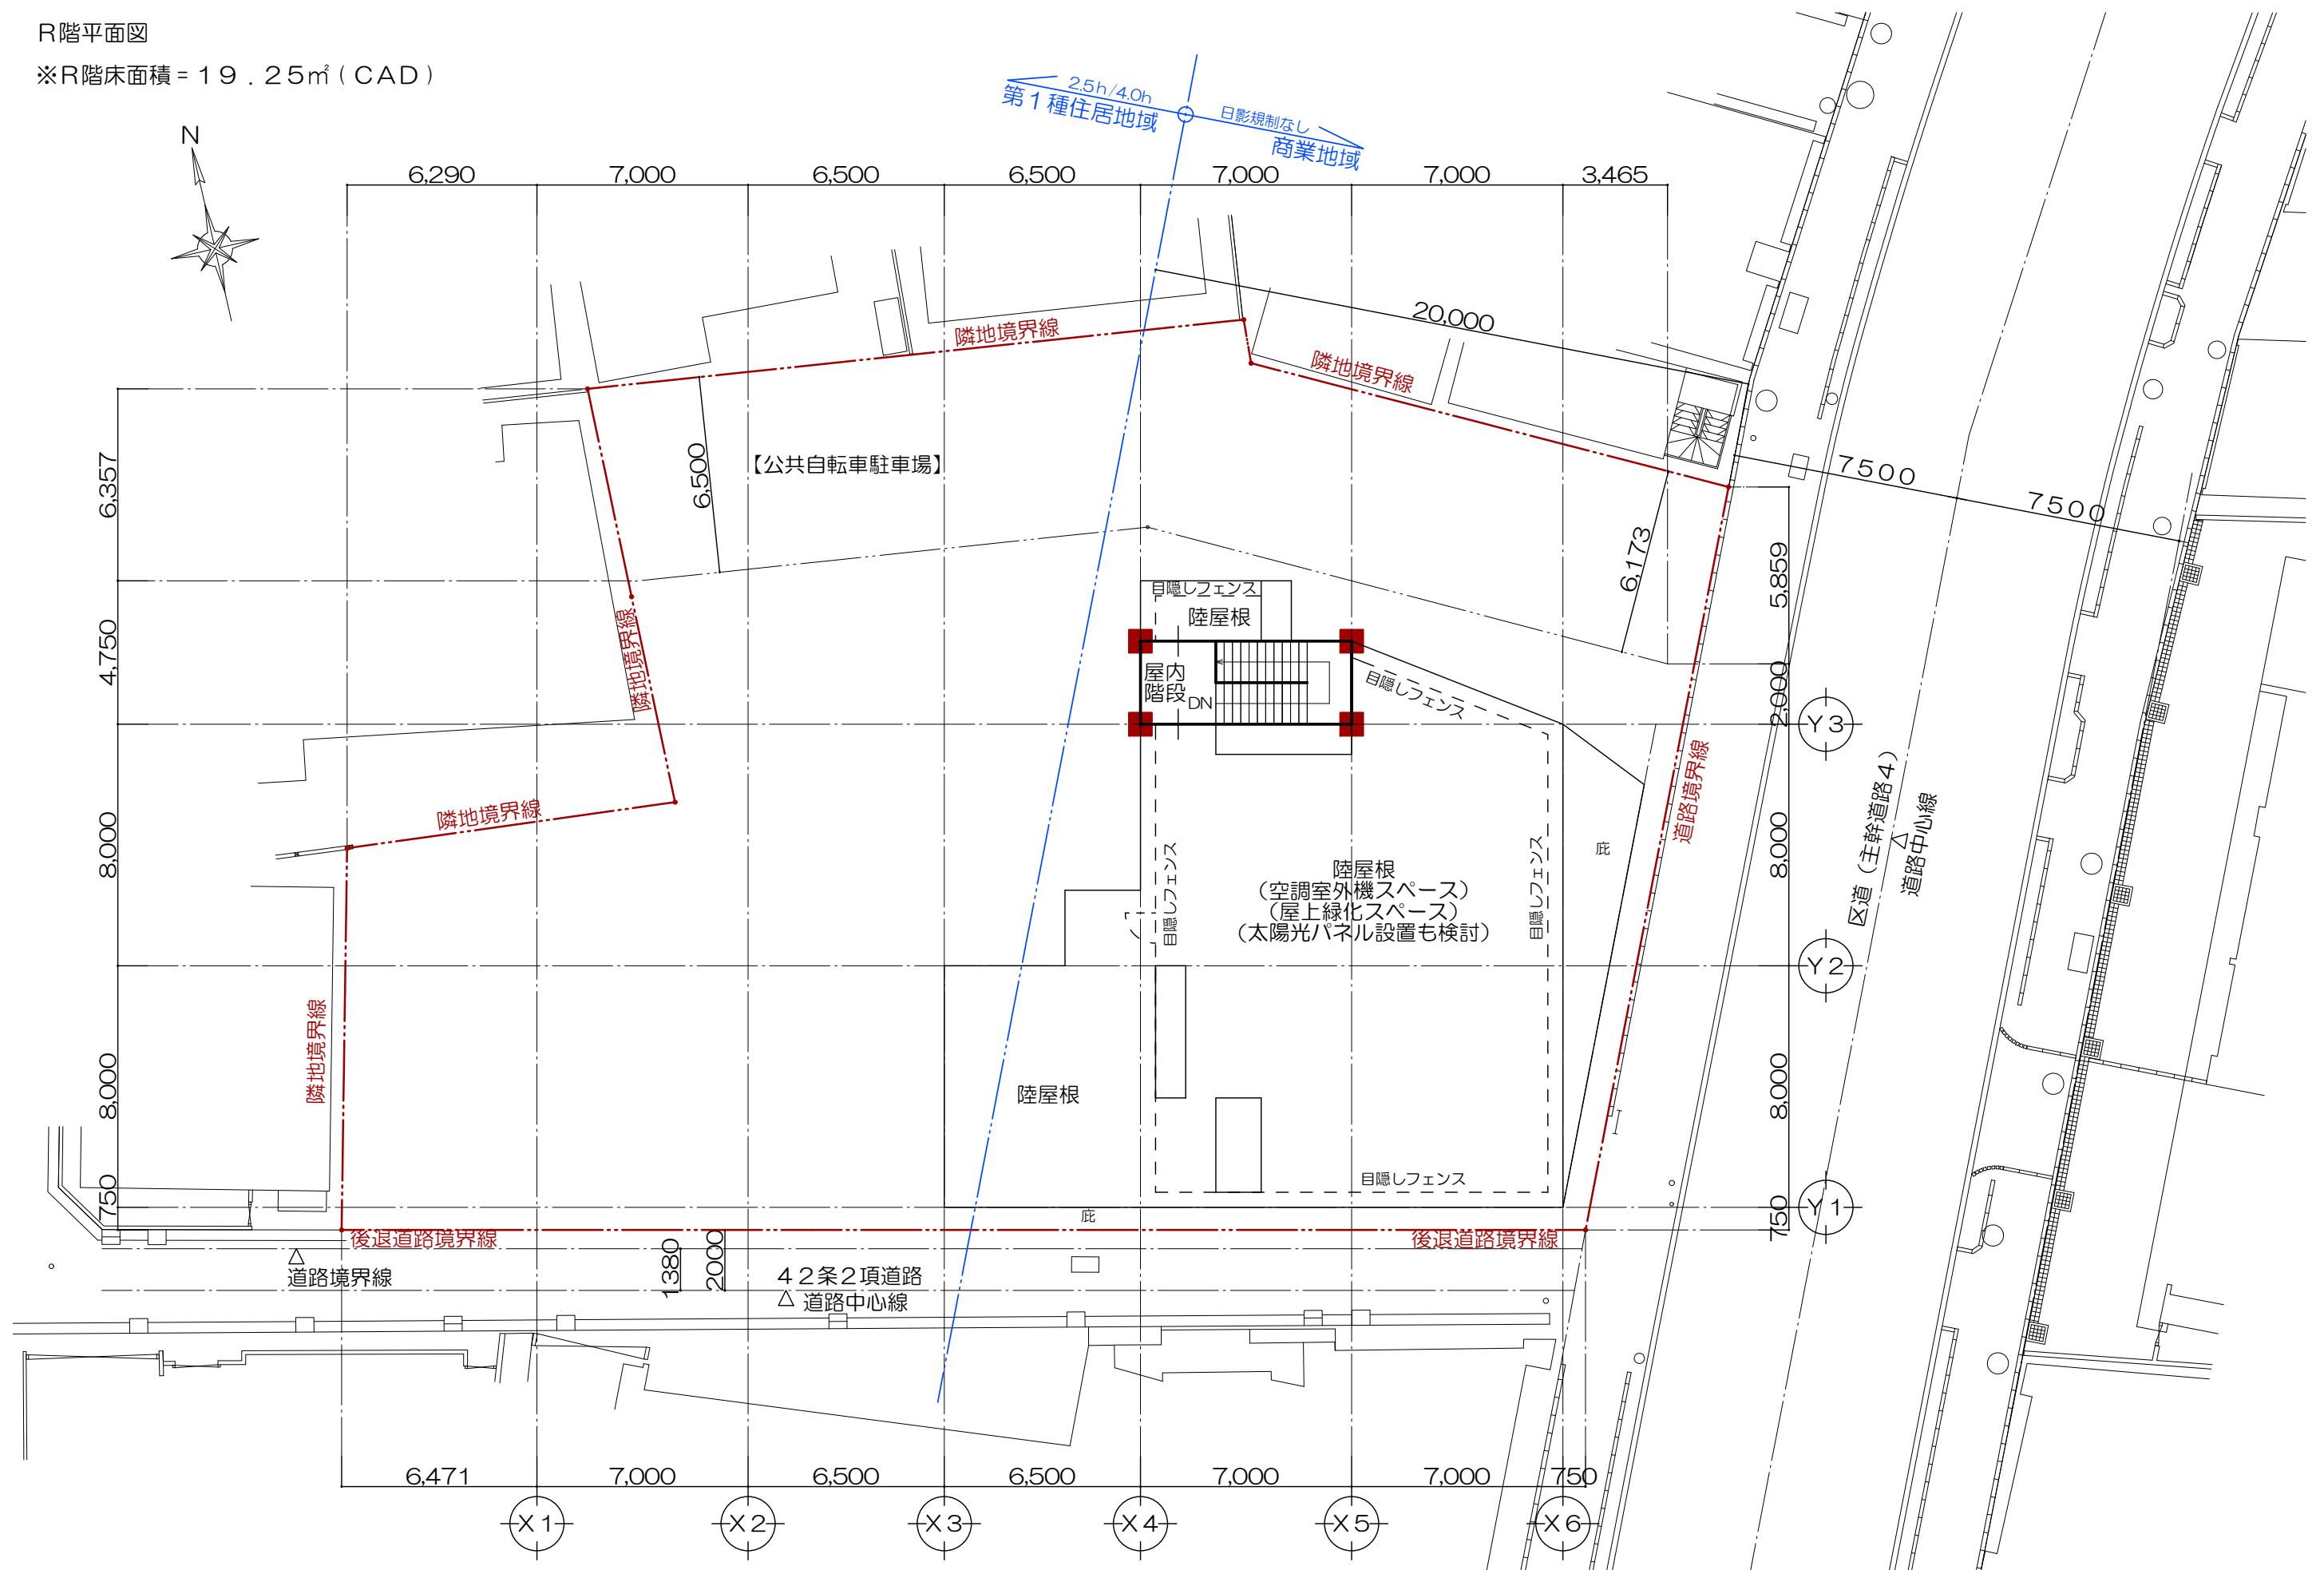 R階平面図
※R階床面積=19.25㎡(CAD)
N
2.5h/4.0h
第1種住居地域
日影規制なし
商業地域
6,290
7,000
6,500
6,500
7,000
7,000
3,465
20,000
隣地境界線
隣地境界線
6,357
6,500
【公共自転車駐車場】
7500
7500
6,173
5,859
目隠しフェンス
陸屋根
4,750
隣地境界線
屋内
階段
DN
目隠しフェンス
2,000
Y3
道路境界線
区道(主幹道路4)
△
道路中心線
隣地境界線
8,000
目隠しフェンス
陸屋根
(空調室外機スペース)
(屋上緑化スペース)
(太陽光パネル設置も検討)
目隠しフェンス
庇
8,000
Y2
隣地境界線
8,000
陸屋根
8,000
目隠しフェンス
750
庇
750
Y1
後退道路境界線
後退道路境界線
△
道路境界線
1380
2000
42条2項道路
△ 道路中心線
6,471
7,000
6,500
6,500
7,000
7,000
750
X1
X2
X3
X4
X5
X6